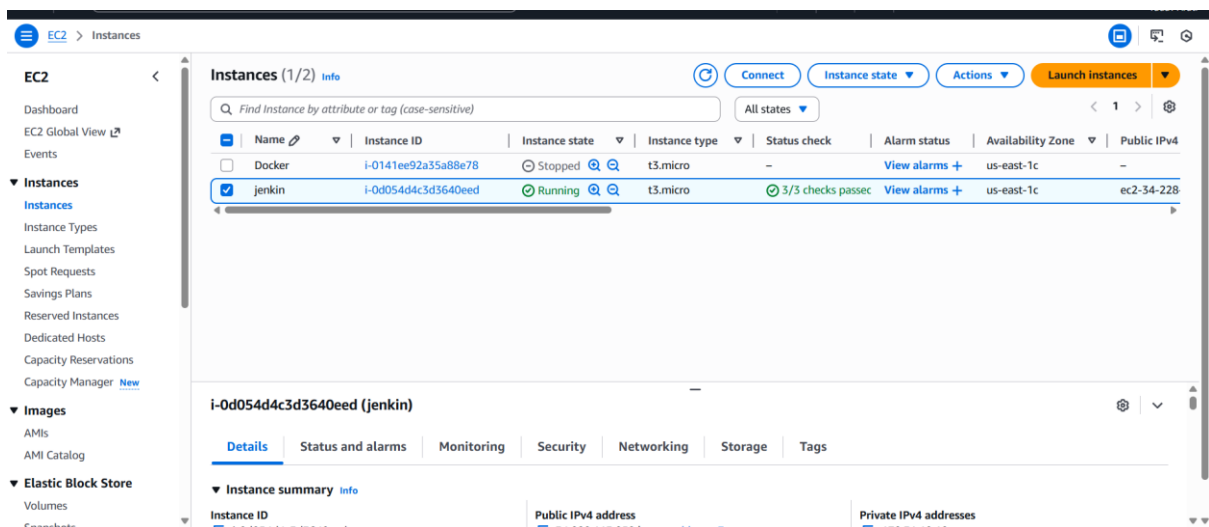 EC2 > Instances
EC2
Dashboard
EC2 Global View
Events
Instances
Instances
Instance Types
Launch Templates
Spot Requests
Savings Plans
Reserved Instances
Dedicated Hosts
Capacity Reservations
Capacity Manager New
Images
AMIs
AMI Catalog
Elastic Block Store
Volumes
Instances (1/2) Info
Connect Instance state Actions Launch instances
Find Instance by attribute or tag (case-sensitive) All states 1
Name Instance ID Instance state Instance type Status check Alarm status Availability Zone Public IPv4
Docker i-0141ee92a35a88e78 Stopped t3.micro – View alarms + us-east-1c –
jenkin i-0d054d4c3d3640eed Running t3.micro 3/3 checks passec View alarms + us-east-1c ec2-34-228-
i-0d054d4c3d3640eed (jenkin)
Details Status and alarms Monitoring Security Networking Storage Tags
Instance summary Info
Instance ID Public IPv4 address Private IPv4 addresses